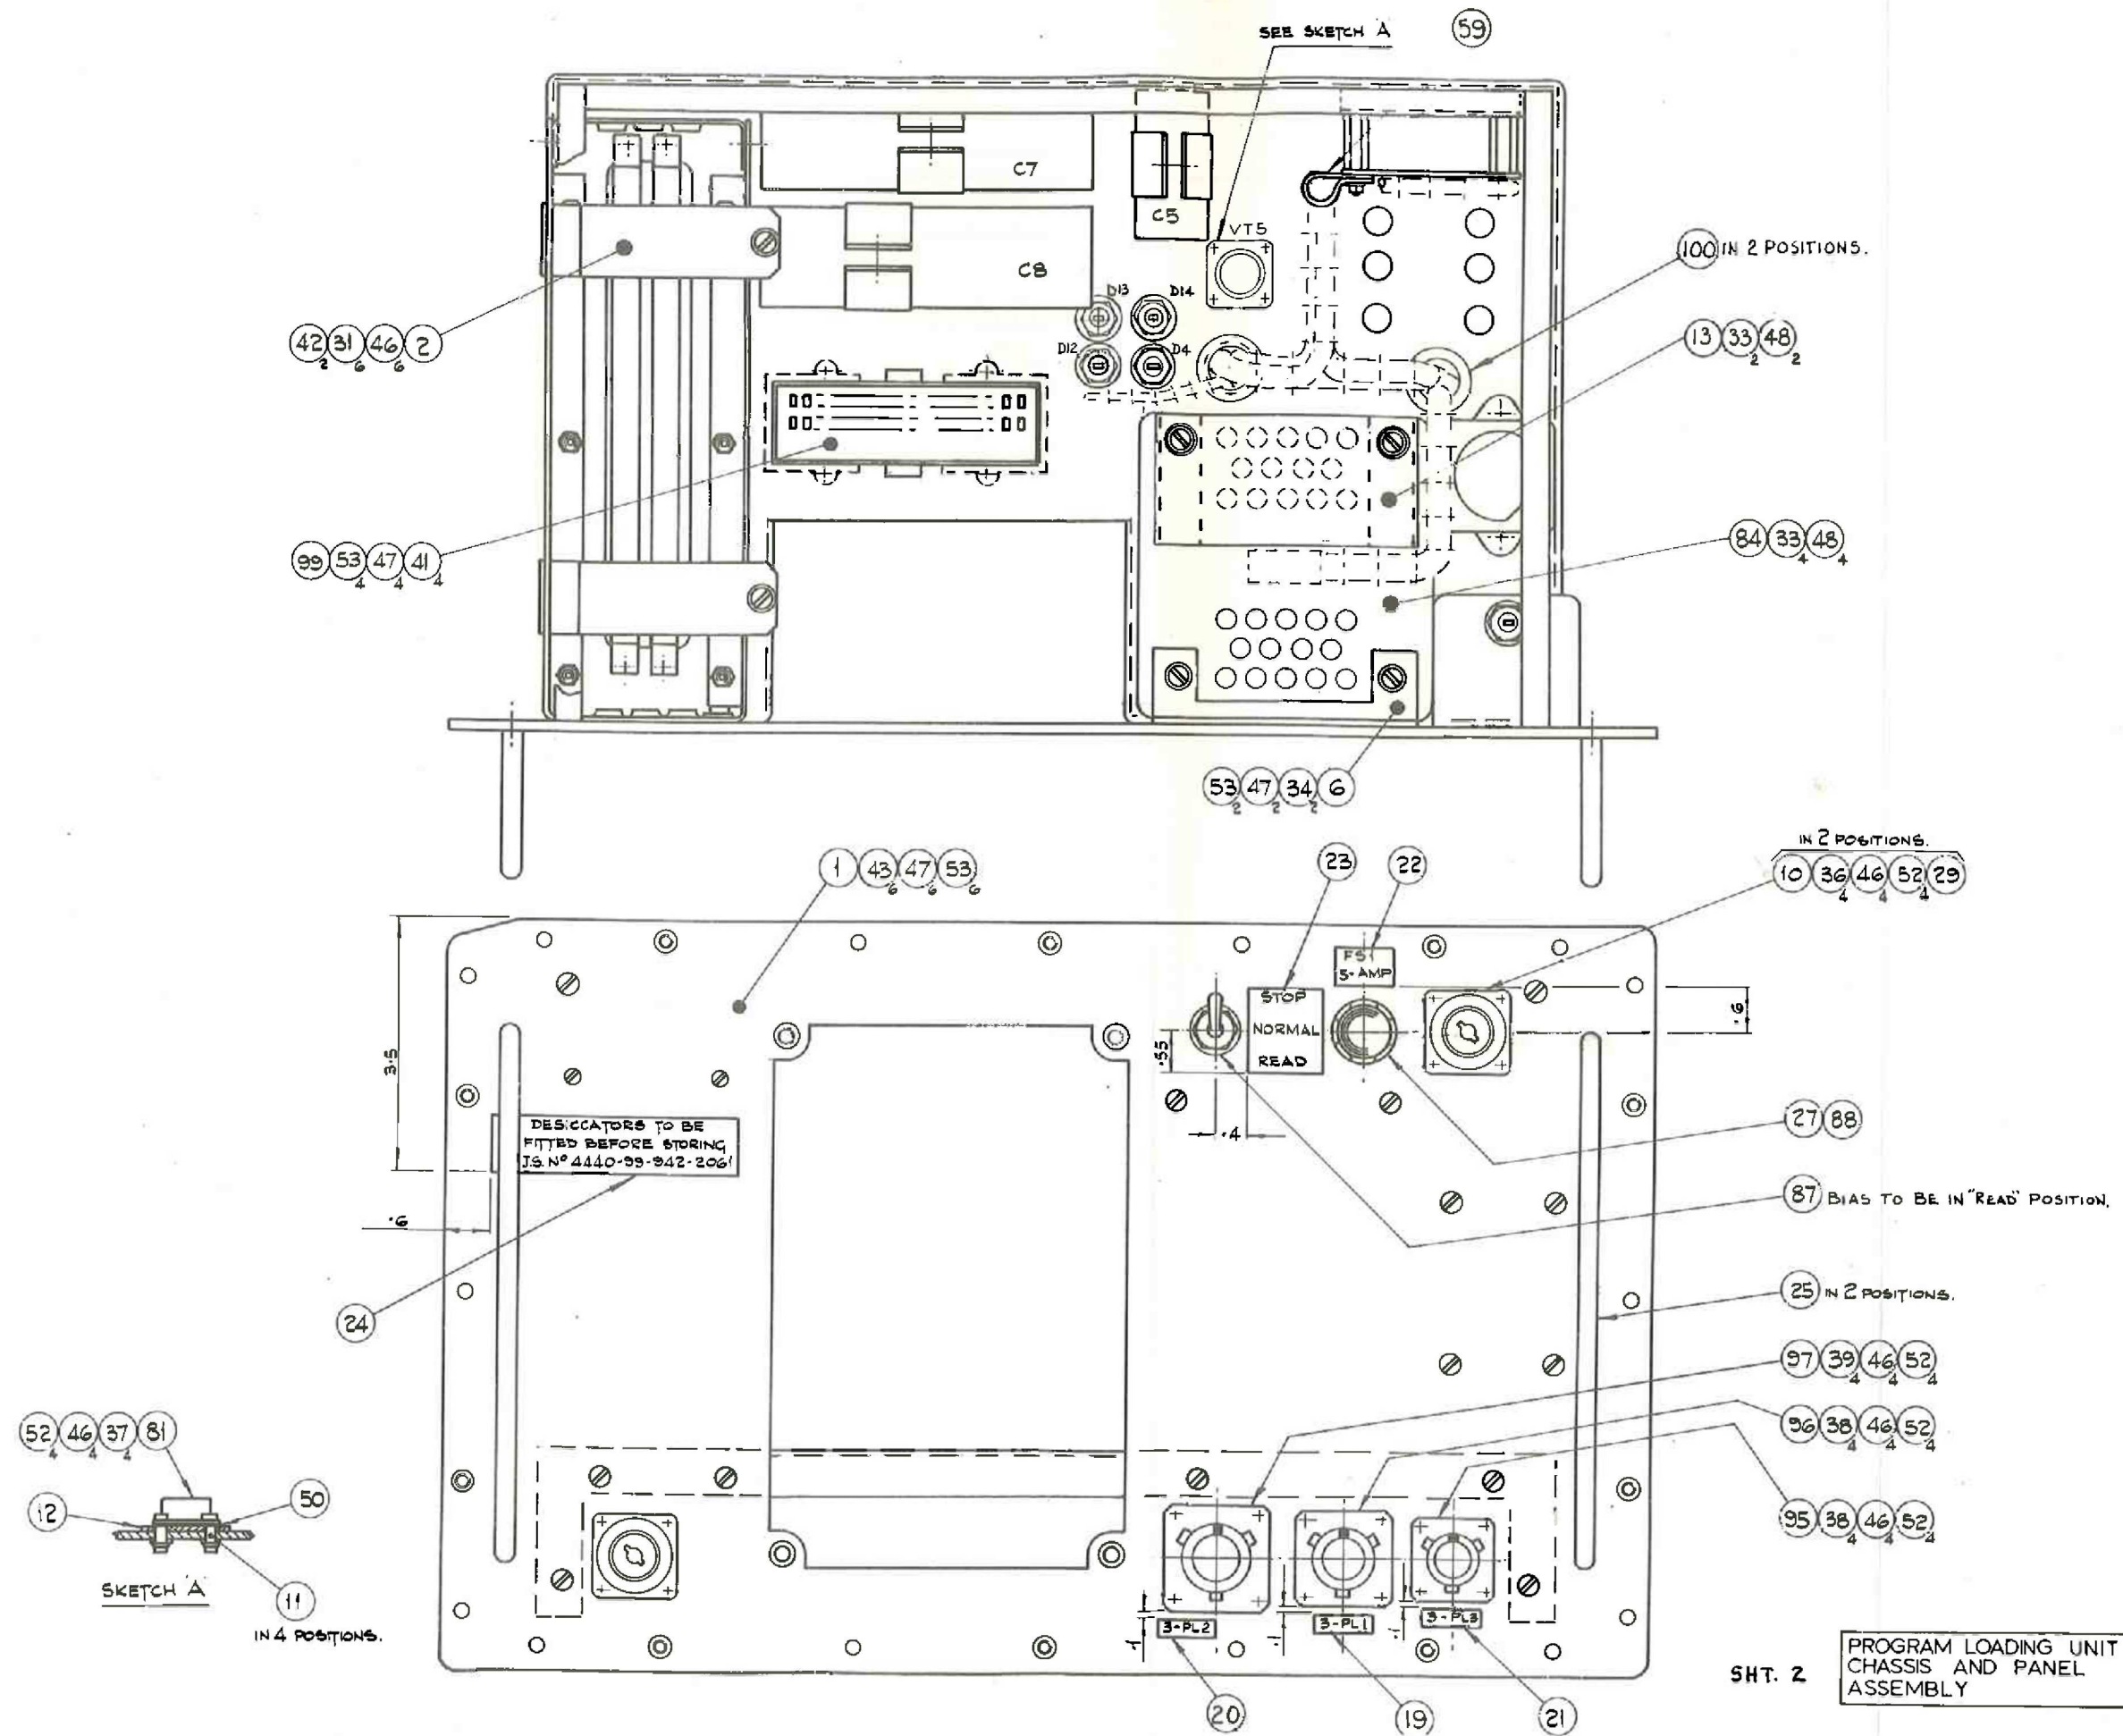 SEE SKETCH A
59
C7
C5
VT5
C8
100 IN 2 POSITIONS.
D13
D14
42 2 31 6 46 6 2
13 33 2 48 2
D12
D4
99 53 4 47 4 41 4
84 33 4 48 4
53 2 47 2 34 2 6
IN 2 POSITIONS.
1 43 6 47 6 53 6
23
22
10 36 4 46 4 52 4 29
FS1
5-AMP
STOP
NORMAL
READ
.6
3.5
.55
.4
27 88
DESICCATORS TO BE
FITTED BEFORE STORING
J.S. Nº 4440-99-942-2061
87 BIAS TO BE IN "READ" POSITION.
.6
25 IN 2 POSITIONS.
24
97 39 4 46 4 52 4
96 38 4 46 4 52 4
52 4 46 4 37 4 81
50
12
95 38 4 46 4 52 4
SKETCH 'A'
11
IN 4 POSITIONS.
.1
.1
.1
3-PL2
3-PL1
3-PL3
20
19
21
SHT. 2
PROGRAM LOADING UNIT
CHASSIS AND PANEL
ASSEMBLY